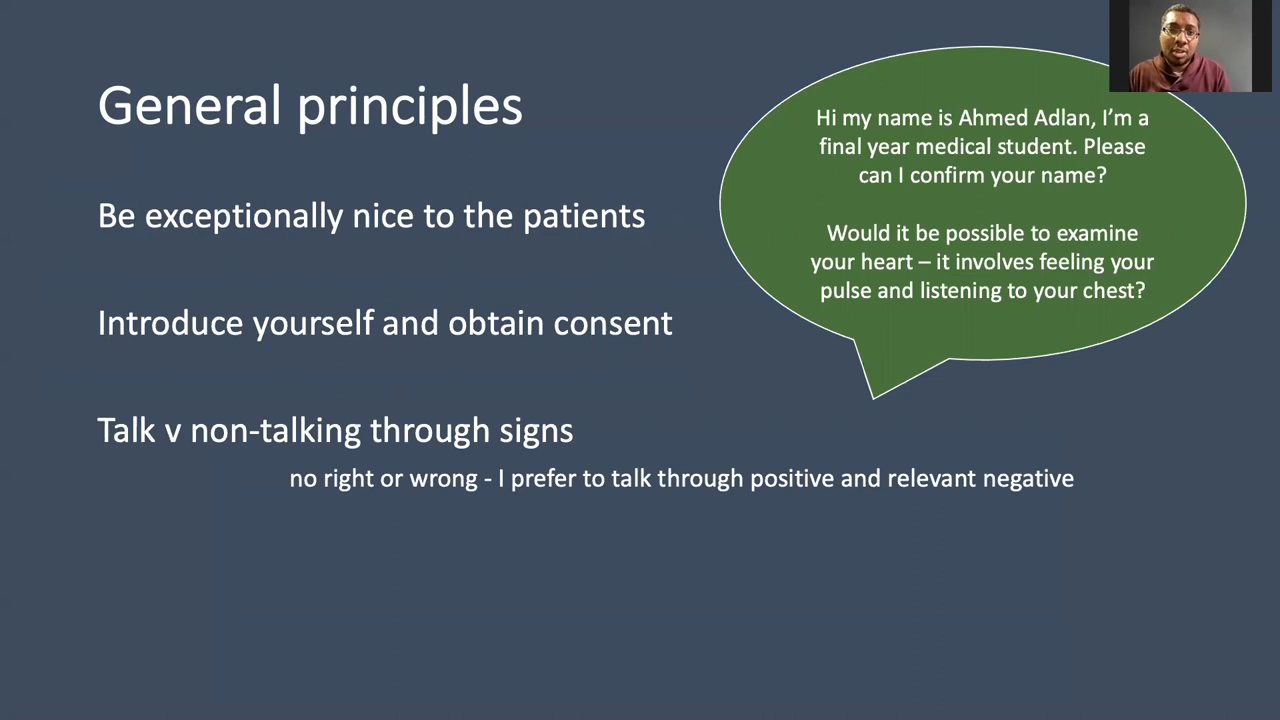 General principles
Be exceptionally nice to the patients
Introduce yourself and obtain consent
Talk v non-talking through signs
no right or wrong - I prefer to talk through positive and relevant negative
Hi my name is Ahmed Adlan, I’m a
final year medical student. Please
can I confirm your name?
Would it be possible to examine
your heart – it involves feeling your
pulse and listening to your chest?